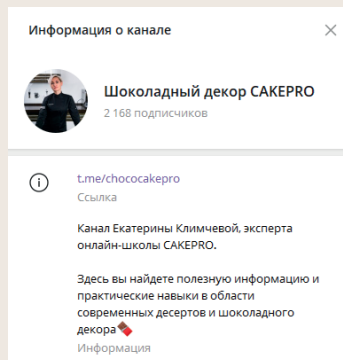 Информация о канале
Шоколадный декор CAKEPRO
2 168 подписчиков
t.me/chococakepro
Ссылка
Канал Екатерины Климчевой, эксперта
онлайн-школы CAKEPRO.
Здесь вы найдете полезную информацию и
практические навыки в области
современных десертов и шоколадного
декора🍫
Информация